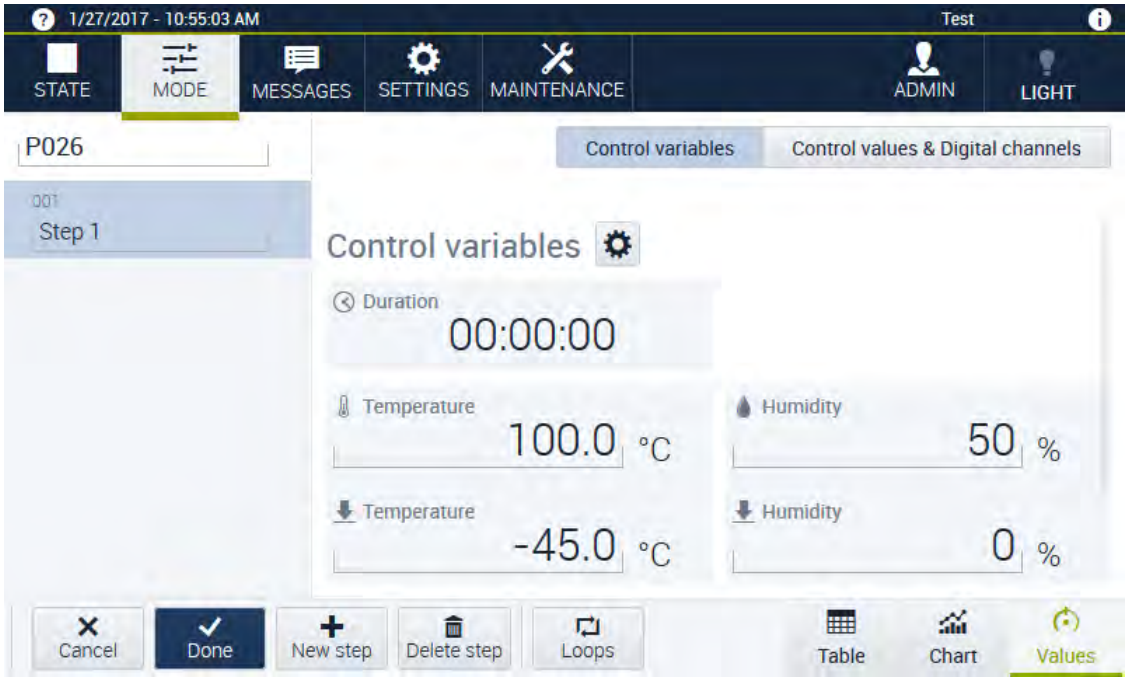 ? 1/27/2017 - 10:55:03 AM Test i
STATE MODE MESSAGES SETTINGS MAINTENANCE ADMIN LIGHT
P026
Control variables Control values & Digital channels
001
Step 1
Control variables
Duration
00:00:00
Temperature
100.0 °C
Humidity
50 %
Temperature
-45.0 °C
Humidity
0 %
Cancel Done New step Delete step Loops Table Chart Values